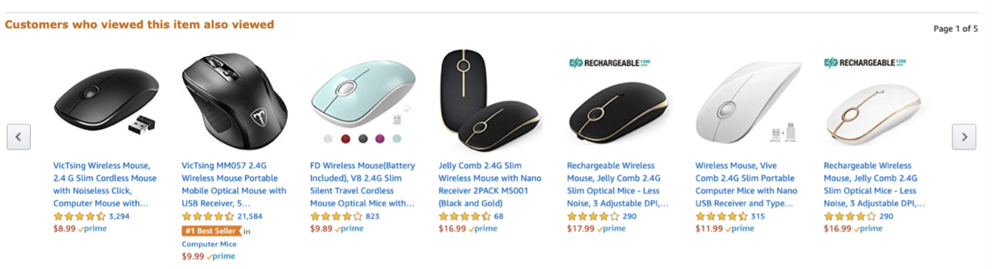 Customers who viewed this item also viewed
Page 1 of 5
VicTsing Wireless Mouse,
2.4 G Slim Cordless Mouse
with Noiseless Click,
Computer Mouse with...
3,294
$8.99 prime
VicTsing MM057 2.4G
Wireless Mouse Portable
Mobile Optical Mouse with
USB Receiver, 5...
21,584
#1 Best Seller in
Computer Mice
$9.99 prime
FD Wireless Mouse(Battery
Included), V8 2.4G Slim
Silent Travel Cordless
Mouse Optical Mice with...
823
$9.89 prime
Jelly Comb 2.4G Slim
Wireless Mouse with Nano
Receiver 2PACK MS001
(Black and Gold)
68
$16.99 prime
RECHARGEABLE 1200
Rechargeable Wireless
Mouse, Jelly Comb 2.4G
Slim Optical Mice - Less
Noise, 3 Adjustable DPI,...
290
$17.99 prime
Wireless Mouse, Vive
Comb 2.4G Slim Portable
Computer Mice with Nano
USB Receiver and Type...
315
$11.99 prime
RECHARGEABLE 1200
Rechargeable Wireless
Mouse, Jelly Comb 2.4G
Slim Optical Mice - Less
Noise, 3 Adjustable DPI,...
290
$16.99 prime